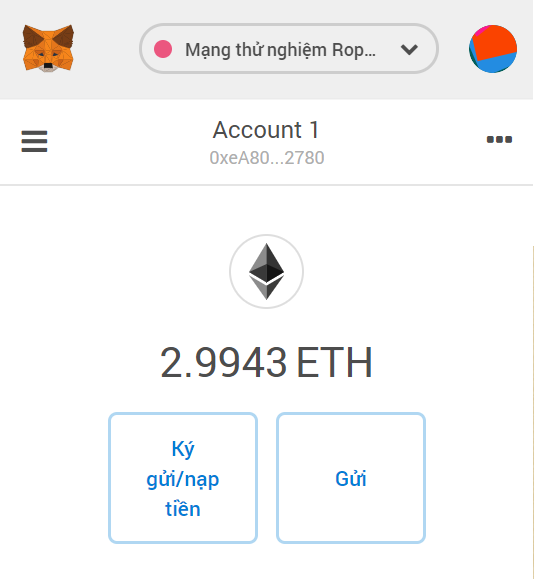 Mạng thử nghiệm Rop...
Account 1
0xeA80...2780
2.9943 ETH
Ký
gửi/nạp
tiền
Gửi